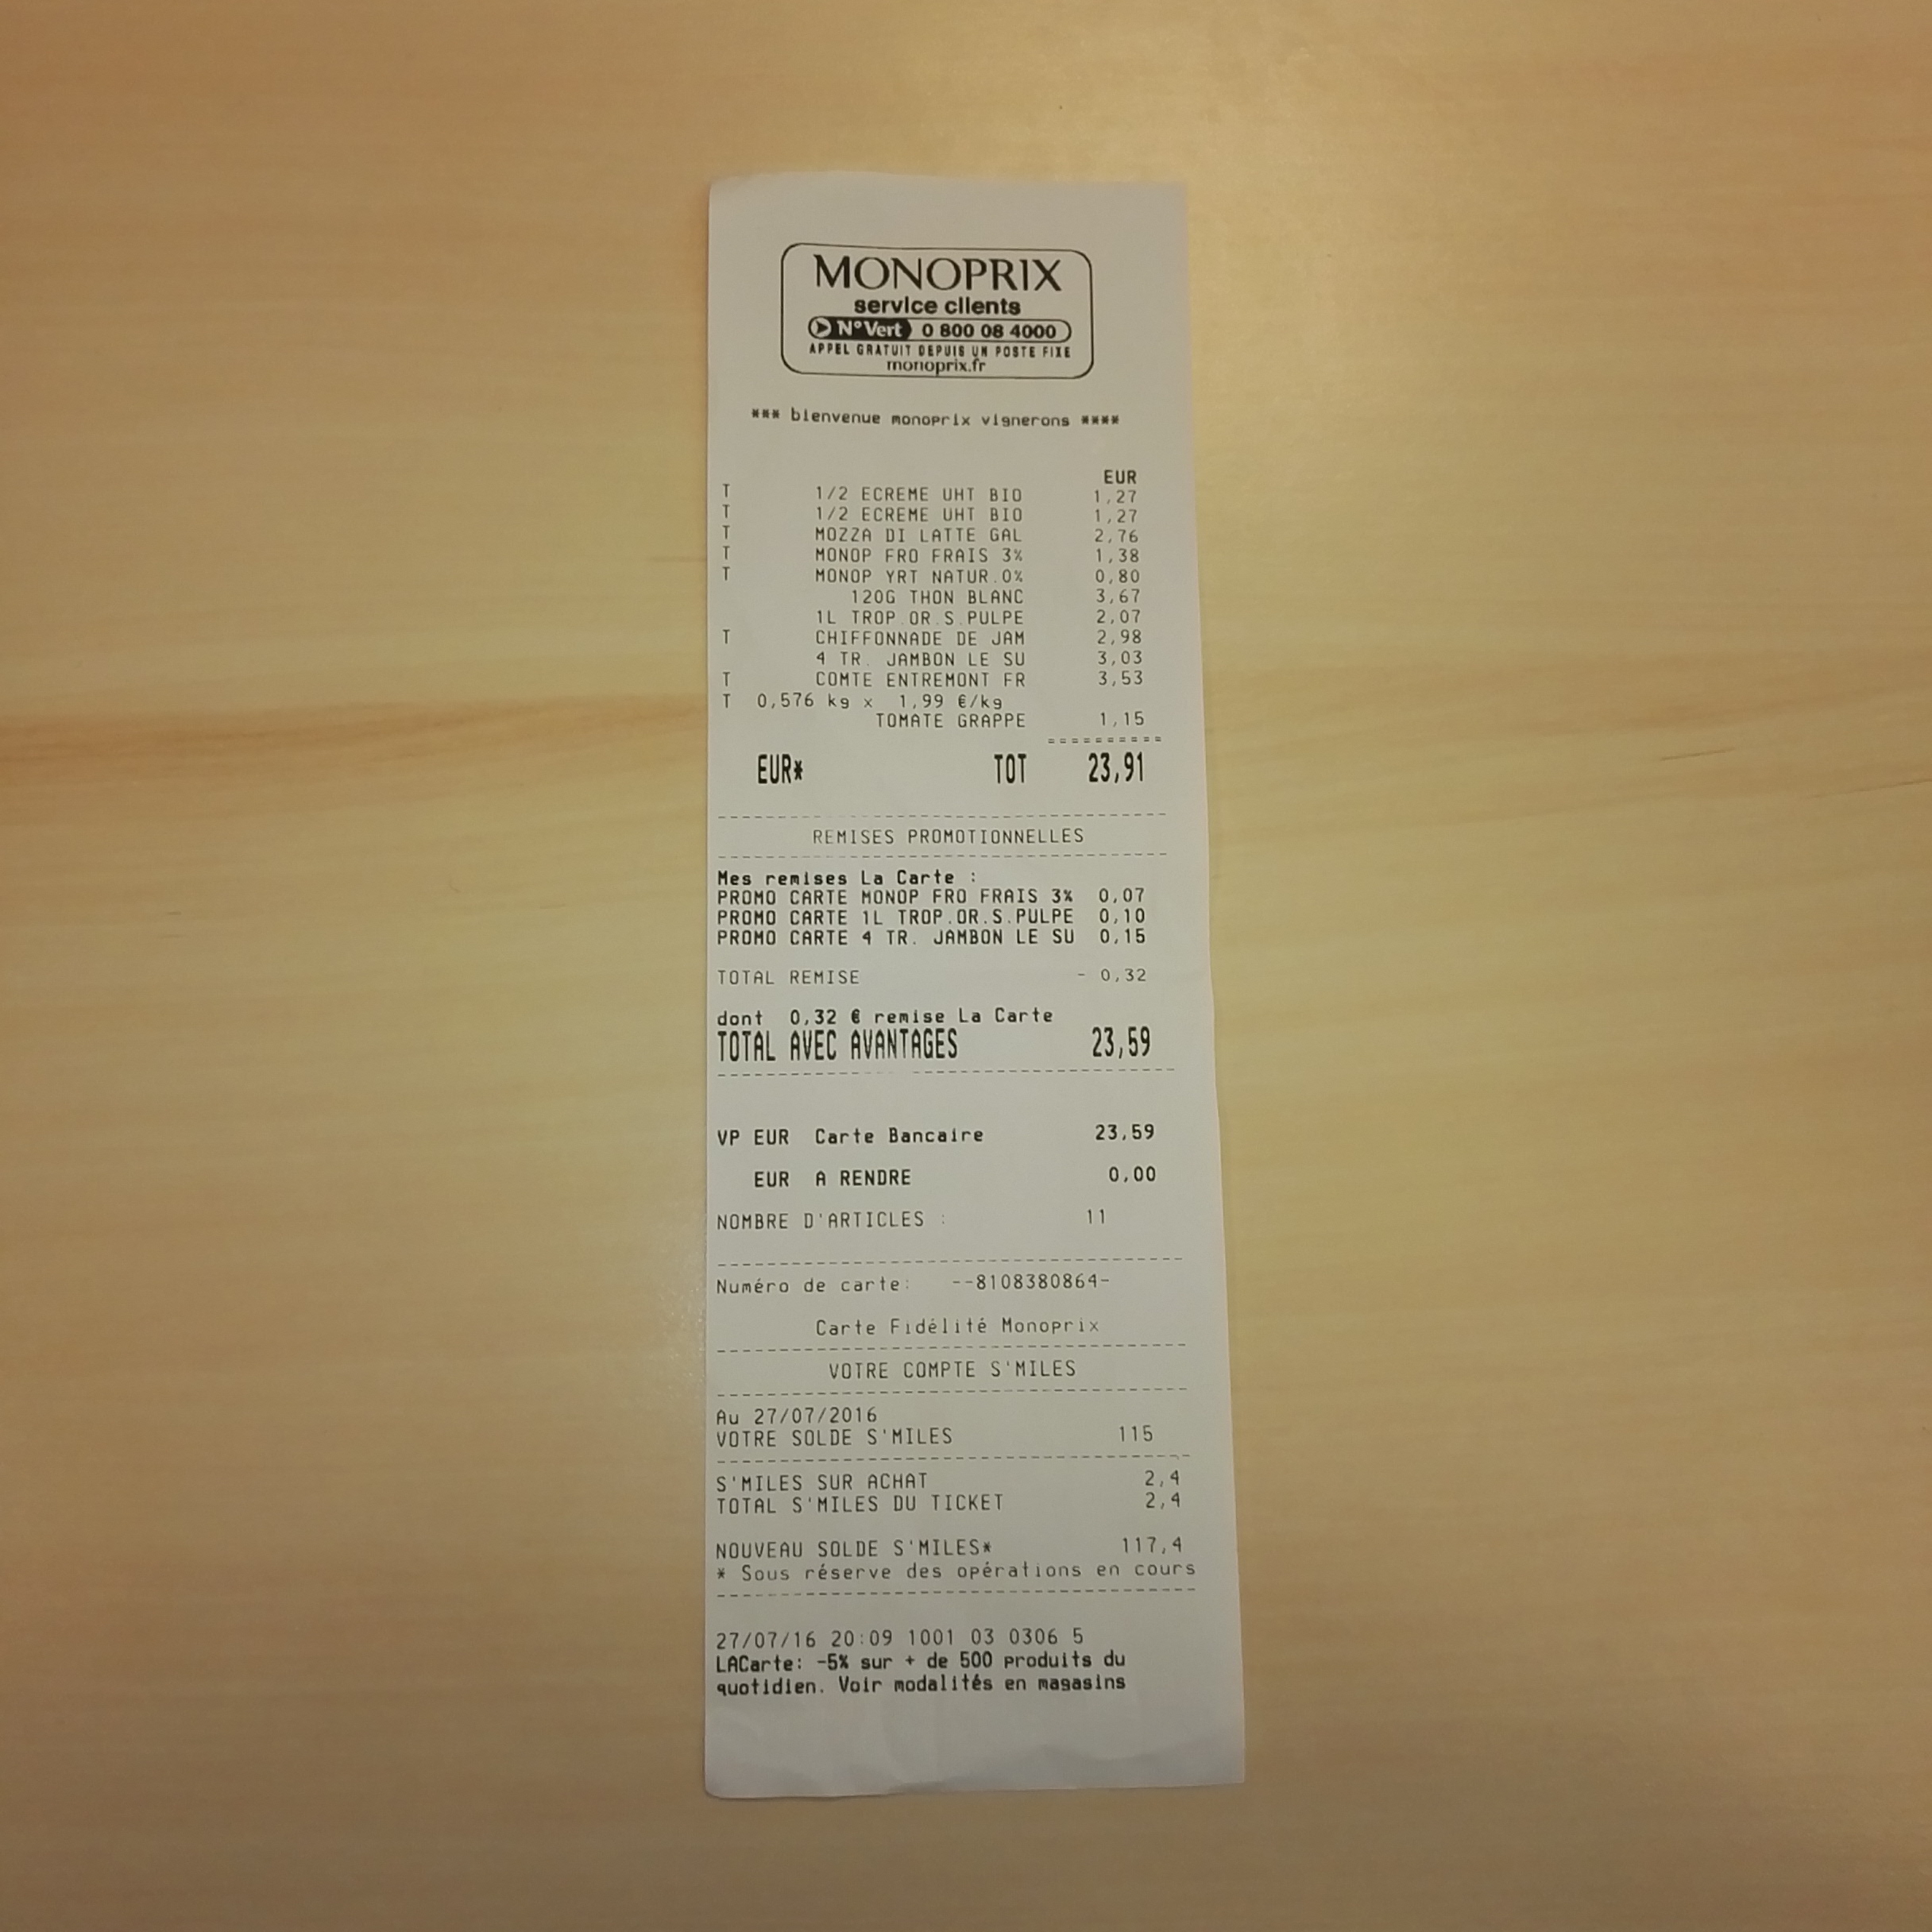 MONOPRIX
service clients
N°Vert 0 800 08 4000
APPEL GRATUIT DEPUIS UN POSTE FIXE
monoprix.fr
*** bienvenue monoprix vignerons ****
EUR
T 1/2 ECREME UHT BIO 1,27
T 1/2 ECREME UHT BIO 1,27
T MOZZA DI LATTE GAL 2,76
T MONOP FRO FRAIS 3% 1,38
T MONOP YRT NATUR.0% 0,80
120G THON BLANC 3,67
1L TROP.OR.S.PULPE 2,07
T CHIFFONNADE DE JAM 2,98
4 TR. JAMBON LE SU 3,03
T COMTE ENTREMONT FR 3,53
T 0,576 kg x 1,99 €/kg
TOMATE GRAPPE 1,15
==========
EUR* TOT 23,91
--------------------------------------
REMISES PROMOTIONNELLES
--------------------------------------
Mes remises La Carte :
PROMO CARTE MONOP FRO FRAIS 3% 0,07
PROMO CARTE 1L TROP.OR.S.PULPE 0,10
PROMO CARTE 4 TR. JAMBON LE SU 0,15
TOTAL REMISE - 0,32
dont 0,32 € remise La Carte
TOTAL AVEC AVANTAGES 23,59
--------------------------------------
VP EUR Carte Bancaire 23,59
EUR A RENDRE 0,00
NOMBRE D'ARTICLES : 11
--------------------------------------
Numéro de carte: --8108380864-
Carte Fidélité Monoprix
--------------------------------------
VOTRE COMPTE S'MILES
--------------------------------------
Au 27/07/2016
VOTRE SOLDE S'MILES 115
--------------------------------------
S'MILES SUR ACHAT 2,4
TOTAL S'MILES DU TICKET 2,4
NOUVEAU SOLDE S'MILES* 117,4
* Sous réserve des opérations en cours
--------------------------------------
27/07/16 20:09 1001 03 0306 5
LACarte: -5% sur + de 500 produits du
quotidien. Voir modalités en magasins